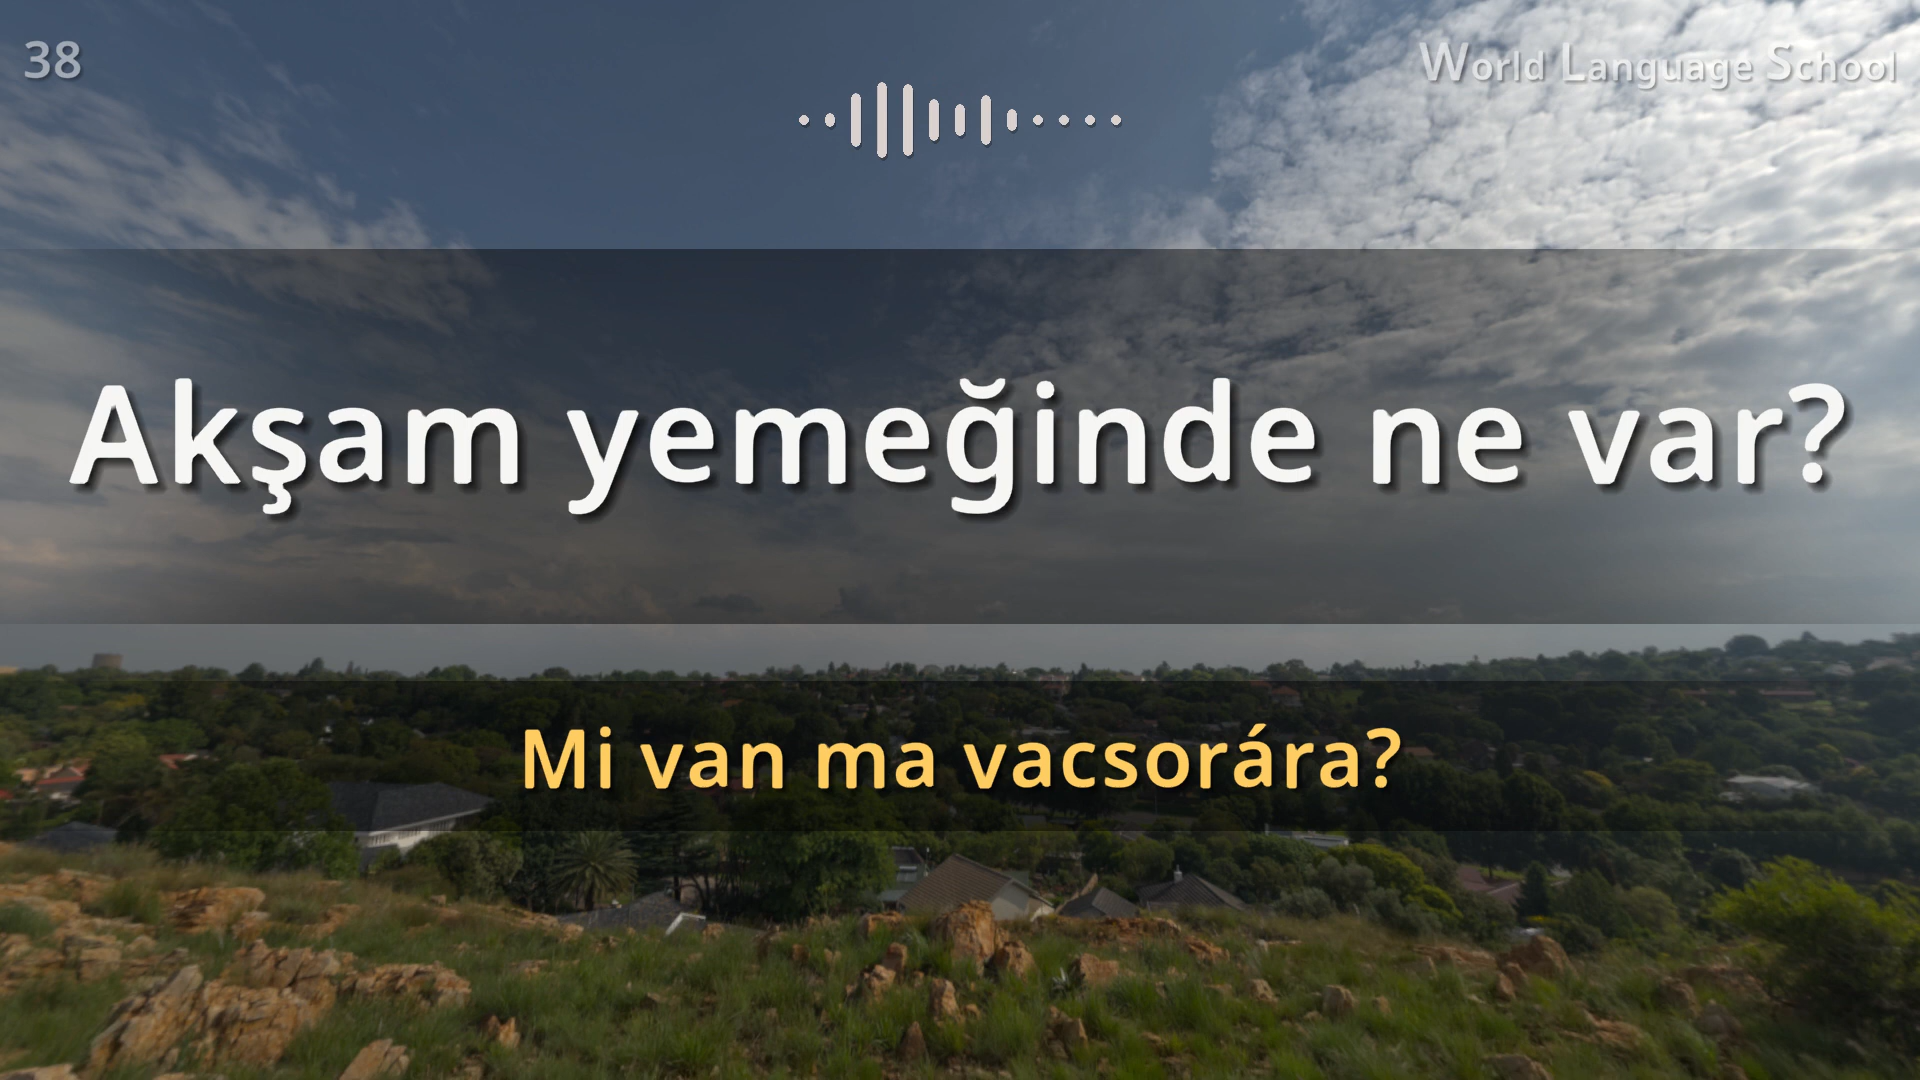 38
World Language School
Akşam yemeğinde ne var?
Mi van ma vacsorára?